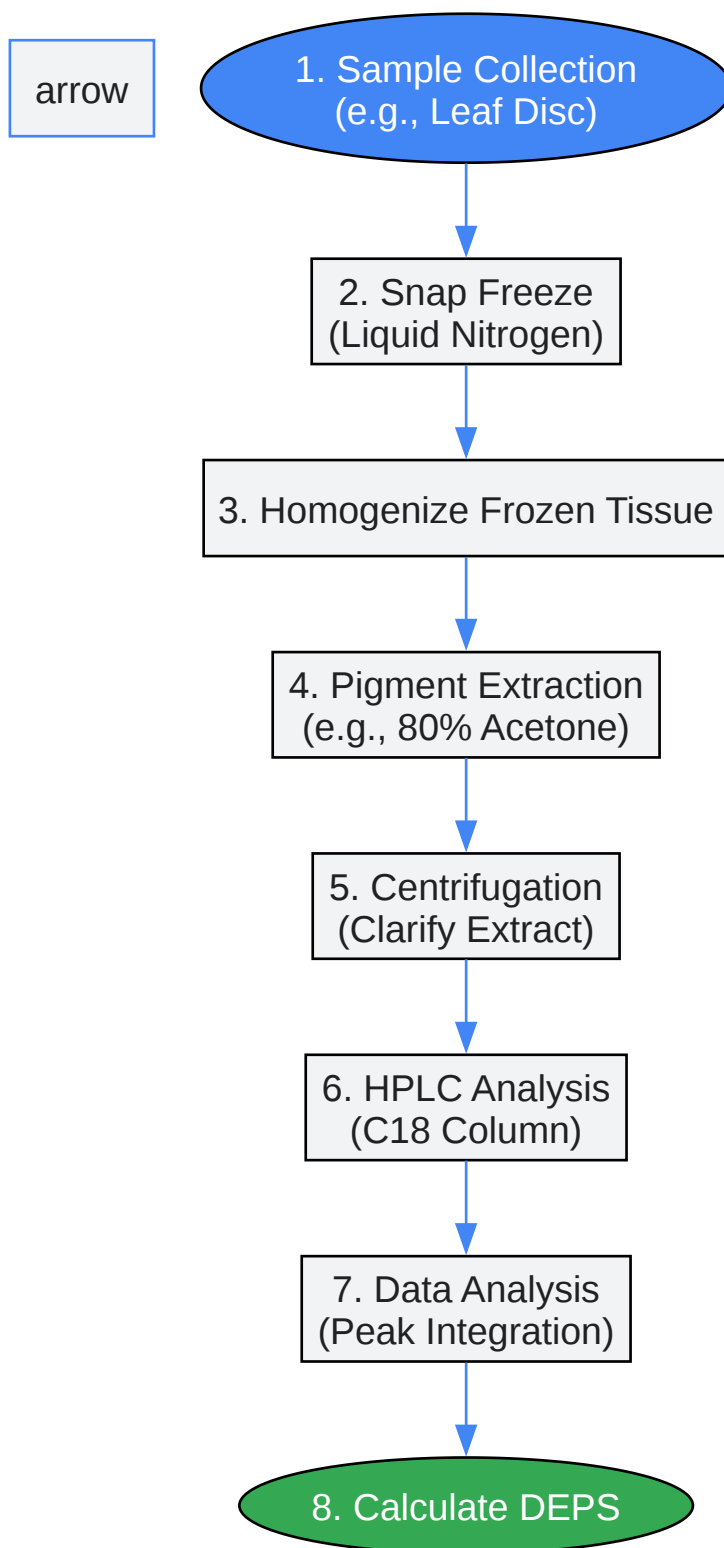 arrow
1. Sample Collection
(e.g., Leaf Disc)
2. Snap Freeze
(Liquid Nitrogen)
3. Homogenize Frozen Tissue
4. Pigment Extraction
(e.g., 80% Acetone)
5. Centrifugation
(Clarify Extract)
6. HPLC Analysis
(C18 Column)
7. Data Analysis
(Peak Integration)
8. Calculate DEPS